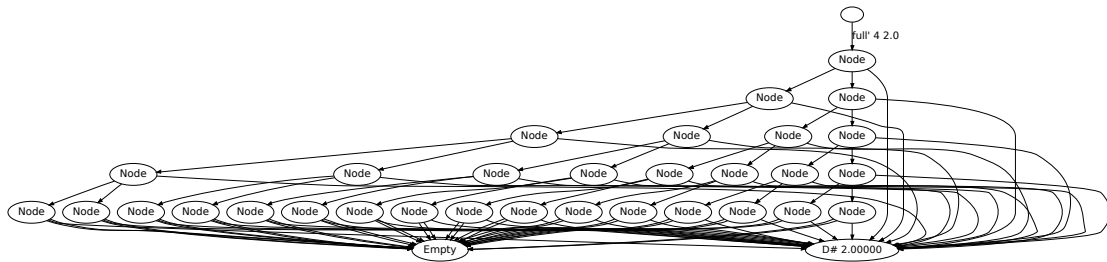 full' 4 2.0
Node
Node Node
Node Node Node Node
Node Node Node Node Node Node Node Node
Node Node Node Node Node Node Node Node Node Node Node Node Node Node Node Node
Empty D# 2.00000